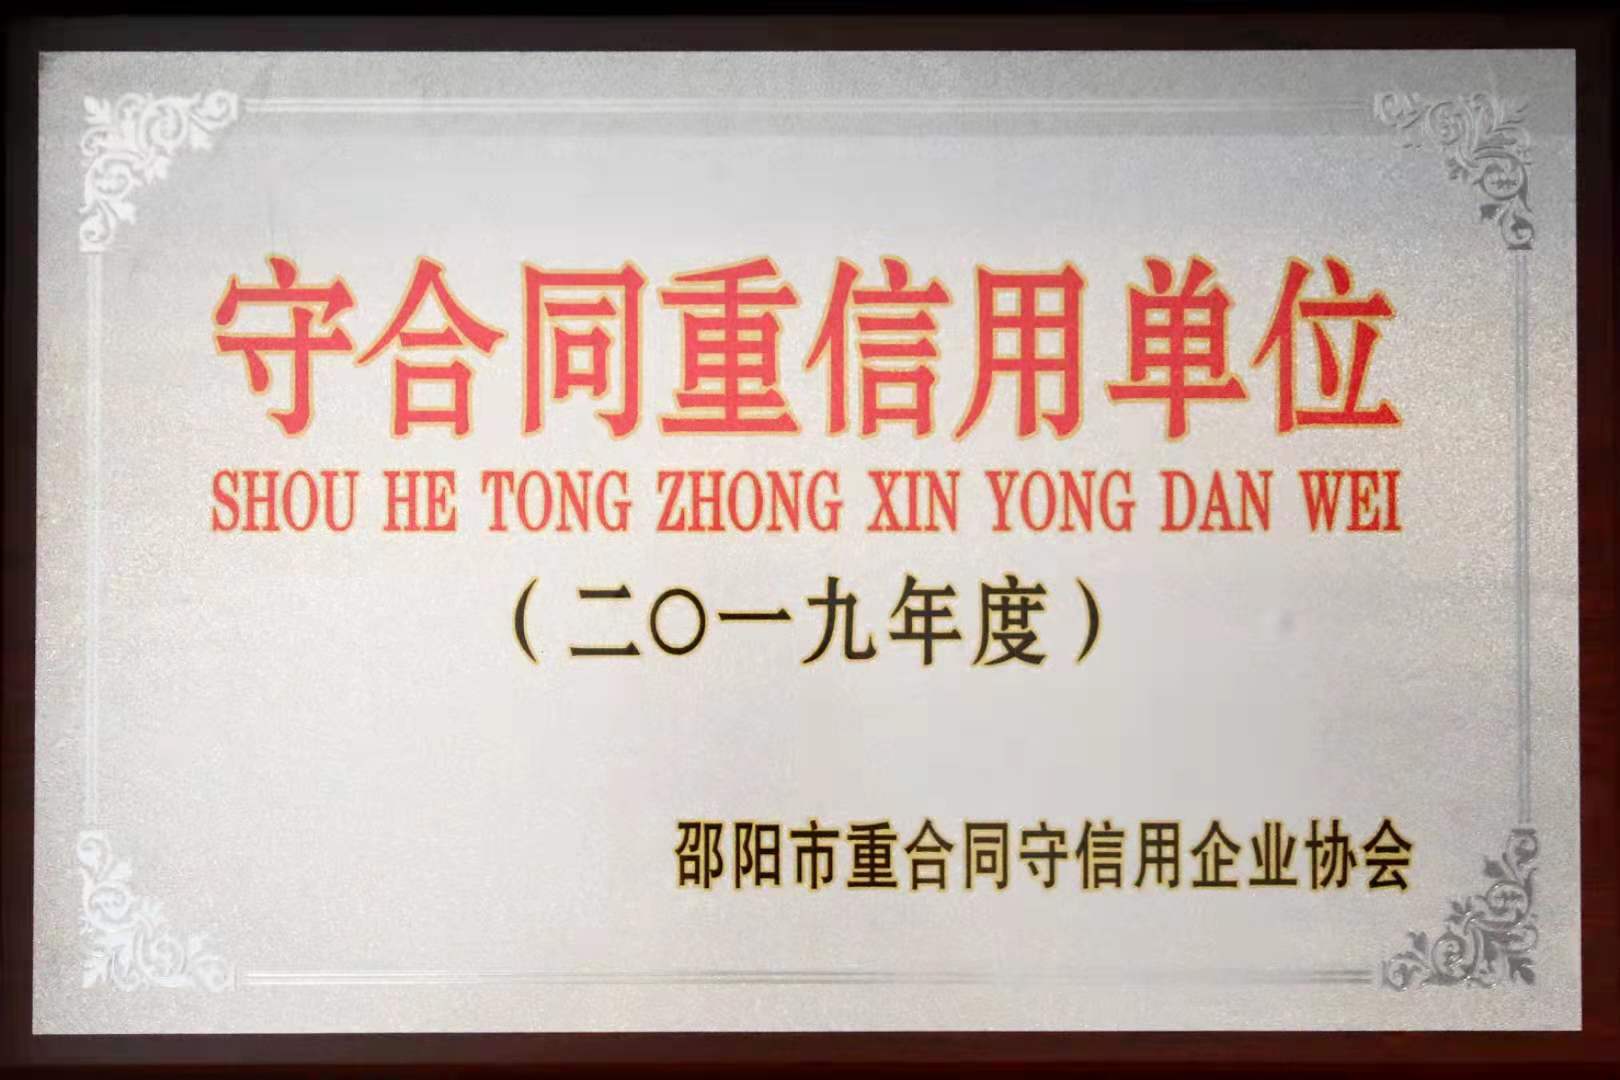 守合同重信用单位
SHOU HE TONG ZHONG XIN YONG DAN WEI
（二〇一九年度）
邵阳市重合同守信用企业协会